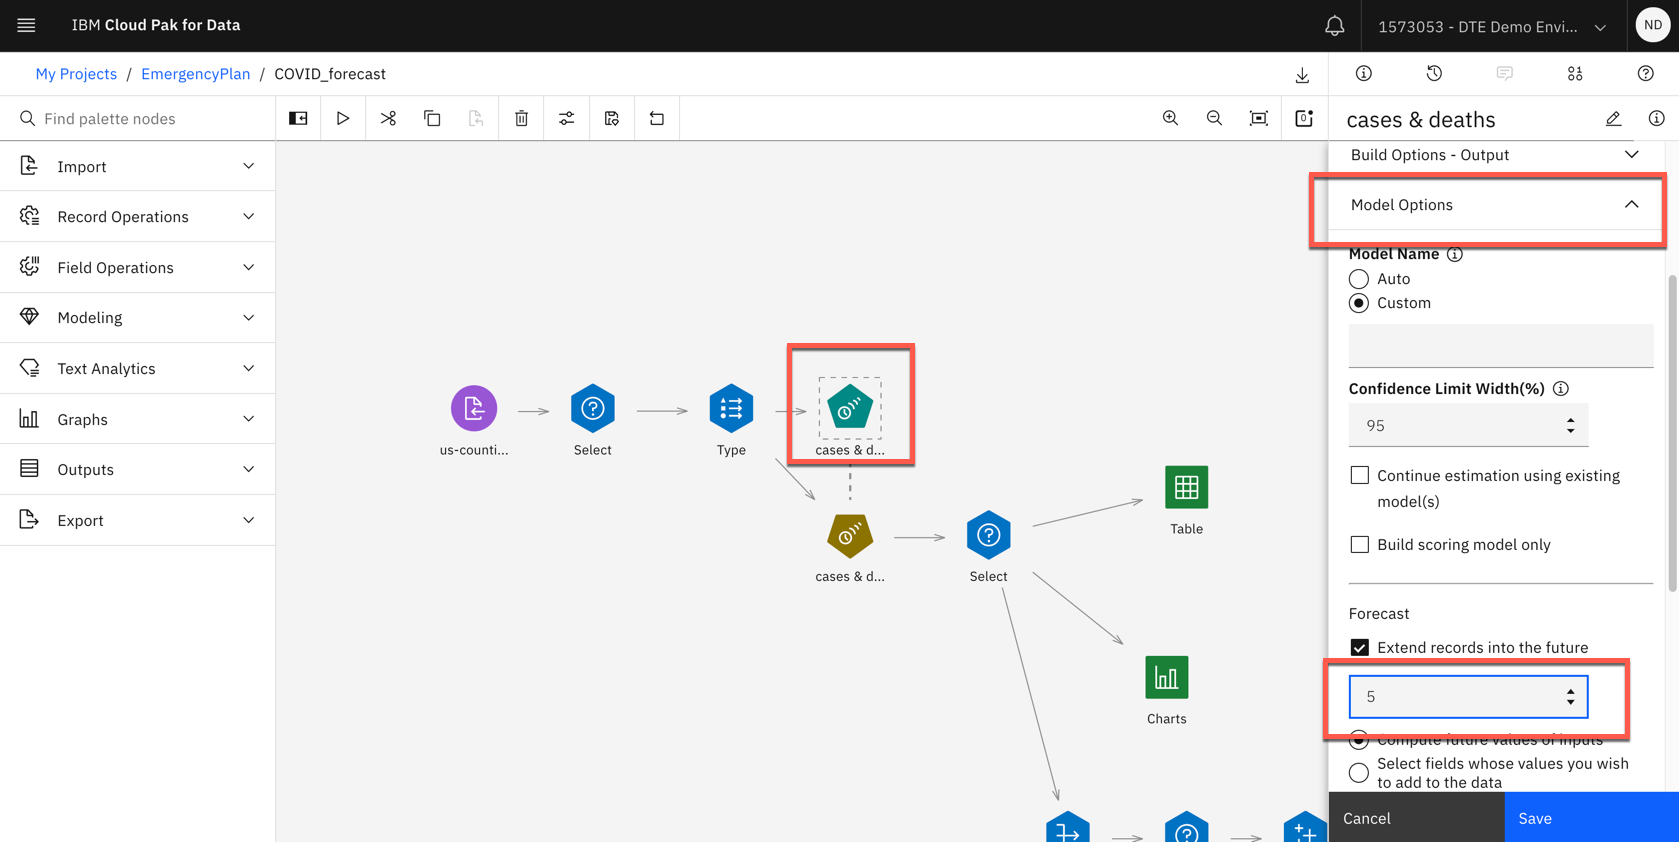 IBM Cloud Pak for Data
1573053 - DTE Demo Envi...
ND
My Projects / EmergencyPlan / COVID_forecast
Find palette nodes
Import
Record Operations
Field Operations
Modeling
Text Analytics
Graphs
Outputs
Export
us-counti...
Select
Type
cases & d...
cases & d...
Select
Table
Charts
cases & deaths
Build Options - Output
Model Options
Model Name
Auto
Custom
Confidence Limit Width(%)
95
Continue estimation using existing
model(s)
Build scoring model only
Forecast
Extend records into the future
5
Compute future values of inputs
Select fields whose values you wish
to add to the data
Cancel
Save